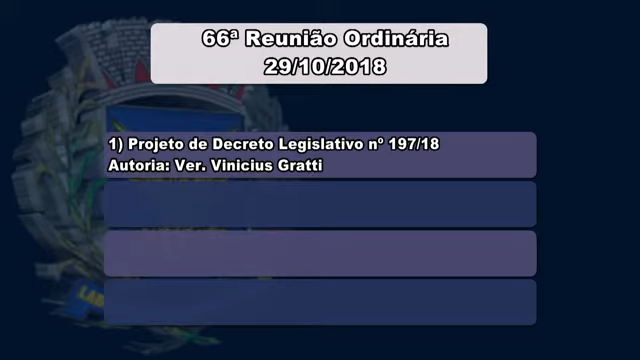 66ª Reunião Ordinária
29/10/2018
1) Projeto de Decreto Legislativo nº 197/18
Autoria: Ver. Vinicius Gratti